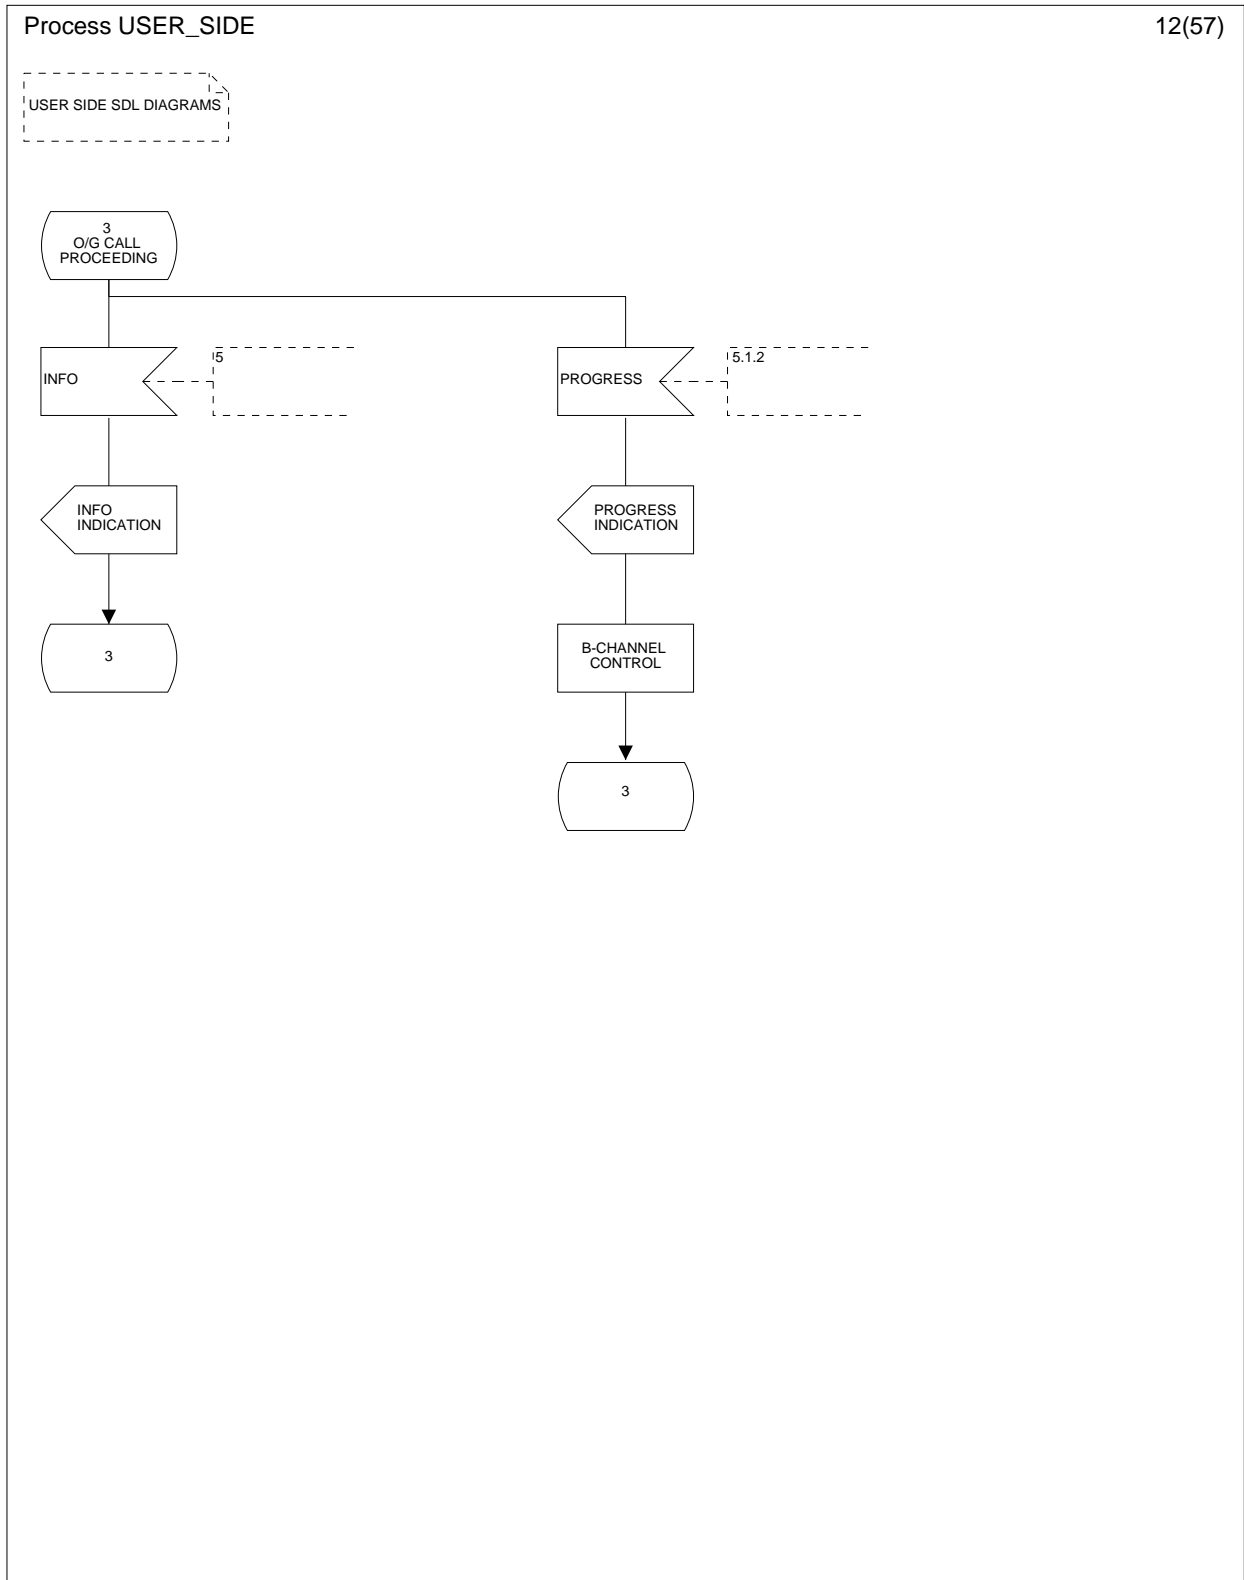 Process USER_SIDE
12(57)
USER SIDE SDL DIAGRAMS
3
O/G CALL
PROCEEDING
INFO
5
PROGRESS
5.1.2
INFO
INDICATION
PROGRESS
INDICATION
3
B-CHANNEL
CONTROL
3